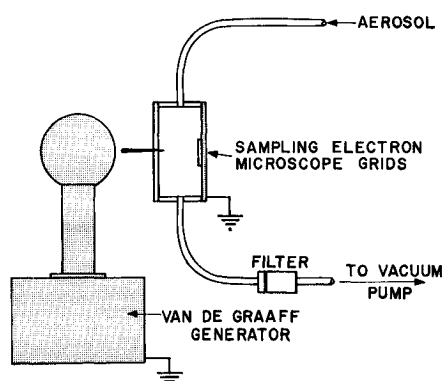 AEROSOL
SAMPLING ELECTRON
MICROSCOPE GRIDS
FILTER
TO VACUUM
PUMP
VAN DE GRAAFF
GENERATOR